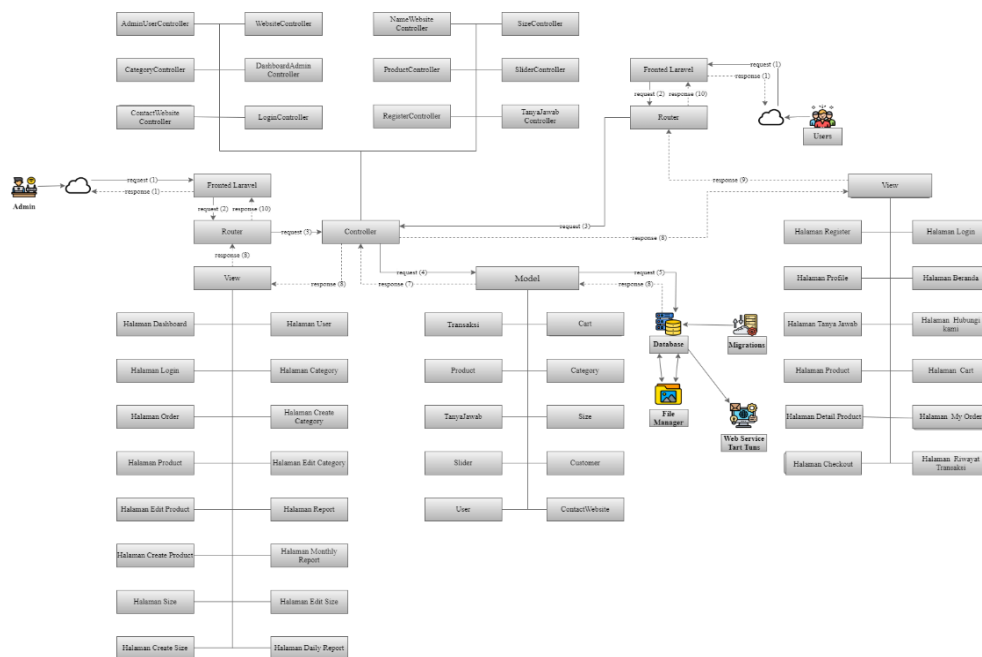 AdminUserController
WebsiteController
NameWebsite
Controller
SizeController
CategoryController
DashboardAdmin
Controller
ProductController
SliderController
ContactWebsite
Controller
LoginController
RegisterController
TanyaJawab
Controller
Fronted Laravel
request (1)
response (1)
request (2)
response (10)
Router
Users
Admin
request (1)
response (1)
Fronted Laravel
request (2)
response (10)
Router
request (3)
Controller
request (3)
response (8)
response (9)
View
response (8)
View
response (8)
request (4)
response (7)
Model
request (5)
response (8)
Database
Migrations
File
Manager
Web Service
Tart Tuns
Halaman Register
Halaman Login
Halaman Profile
Halaman Beranda
Halaman Tanya Jawab
Halaman Hubungi
kami
Halaman Product
Halaman Cart
Halaman Detail Product
Halaman My Order
Halaman Checkout
Halaman Riwayat
Transaksi
Halaman Dashboard
Halaman User
Halaman Login
Halaman Category
Halaman Order
Halaman Create
Category
Halaman Product
Halaman Edit Category
Halaman Edit Product
Halaman Report
Halaman Create Product
Halaman Monthly
Report
Halaman Size
Halaman Edit Size
Halaman Create Size
Halaman Daily Report
Transaksi
Cart
Product
Category
TanyaJawab
Size
Slider
Customer
User
ContactWebsite